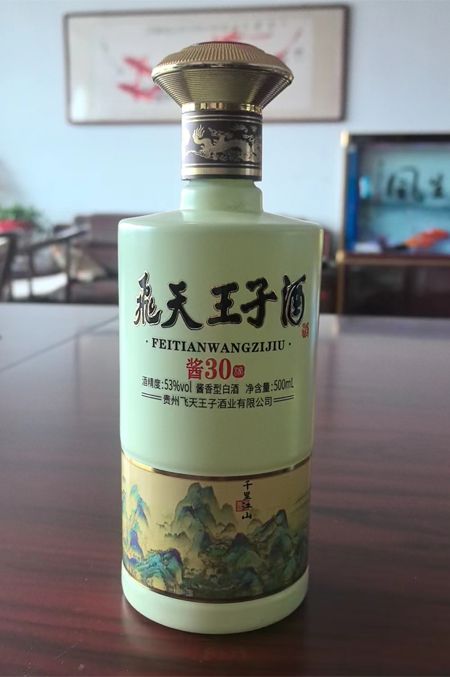 飛天王子酒
·FEITIANWANGZIJIU·
酱30
酒精度:53%vol 酱香型白酒 净含量:500mL
贵州飞天王子酒业有限公司
千里江山